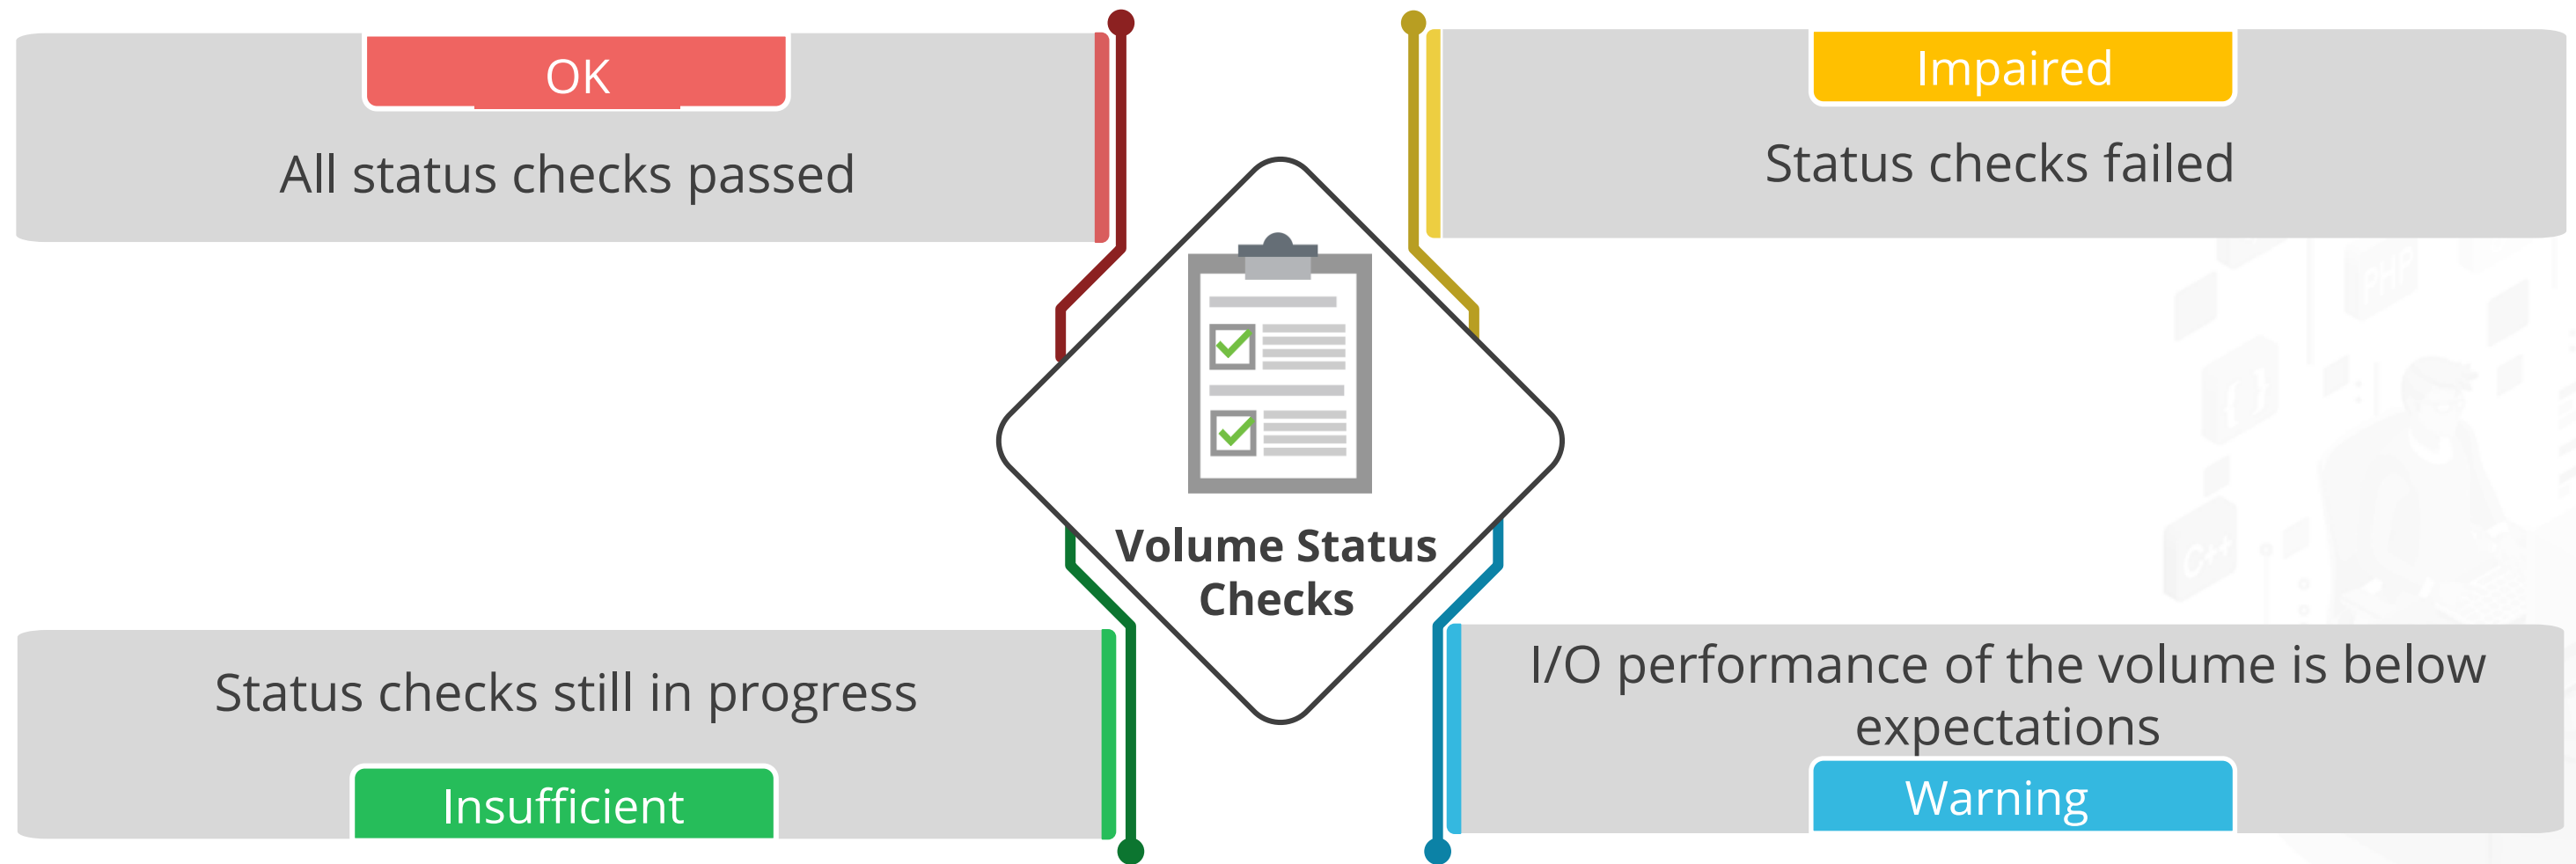 OK
All status checks passed
Impaired
Status checks failed
Volume Status
Checks
Status checks still in progress
Insufficient
I/O performance of the volume is below
expectations
Warning
PHP
{ }
C++